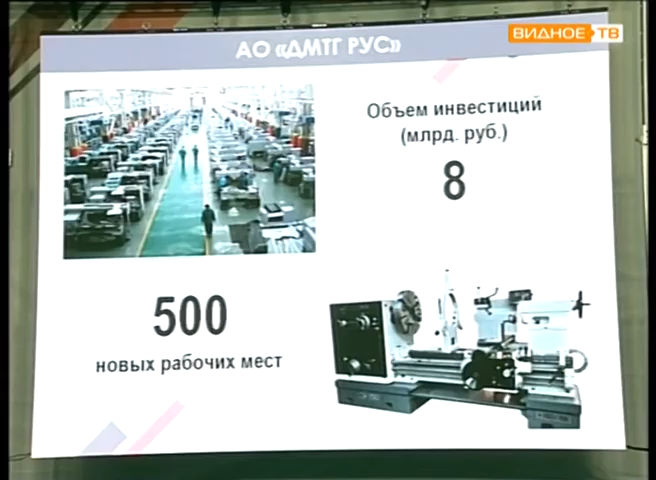 ВИДНОЕ ТВ
АО «ДМТГ РУС»
Объем инвестиций
(млрд. руб.)
8
500
новых рабочих мест